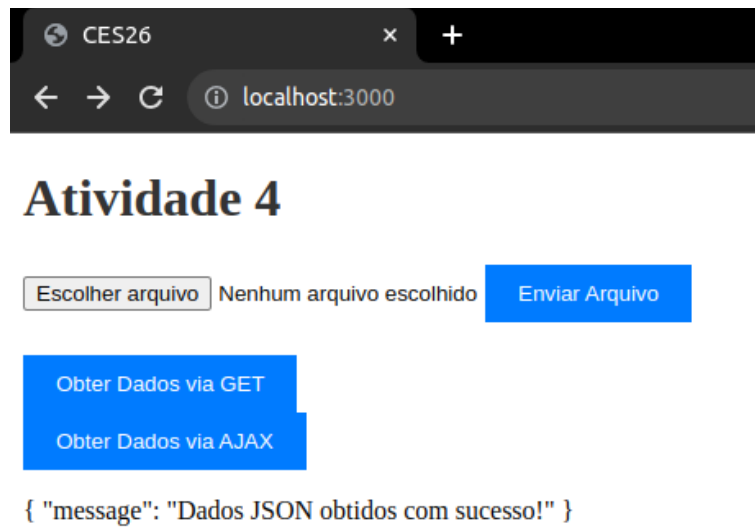 CES26
localhost:3000
Atividade 4
Escolher arquivo Nenhum arquivo escolhido Enviar Arquivo
Obter Dados via GET
Obter Dados via AJAX
{ "message": "Dados JSON obtidos com sucesso!" }